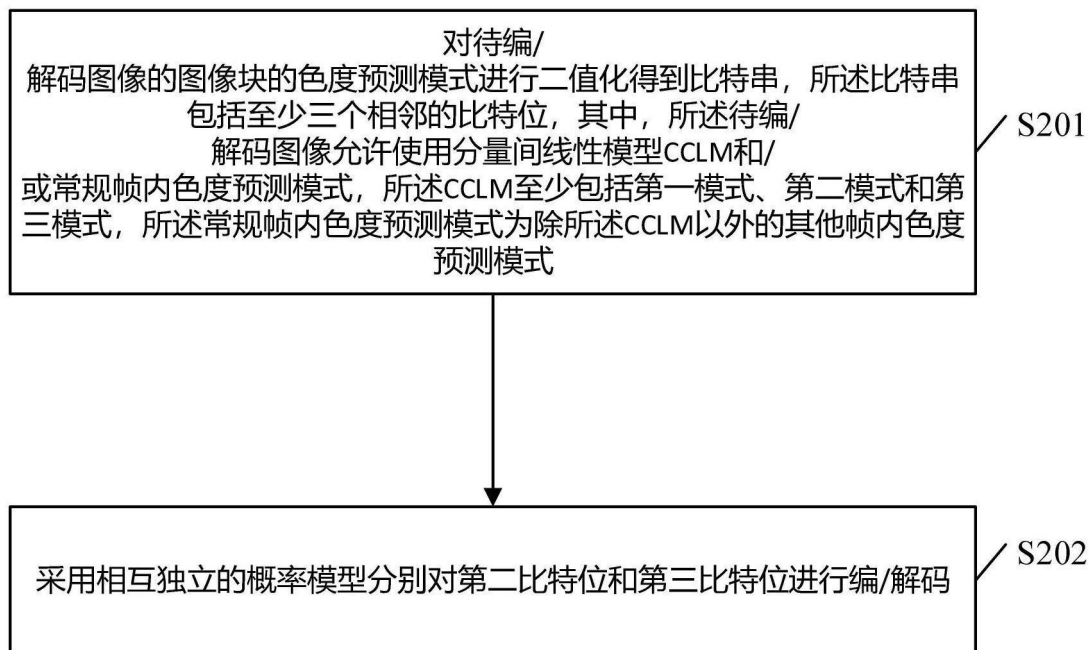 对待编/
解码图像的图像块的色度预测模式进行二值化得到比特串，所述比特串
包括至少三个相邻的比特位，其中，所述待编/
解码图像允许使用分量间线性模型CCLM和/
或常规帧内色度预测模式，所述CCLM至少包括第一模式、第二模式和第
三模式，所述常规帧内色度预测模式为除所述CCLM以外的其他帧内色度
预测模式
S201
采用相互独立的概率模型分别对第二比特位和第三比特位进行编/解码
S202